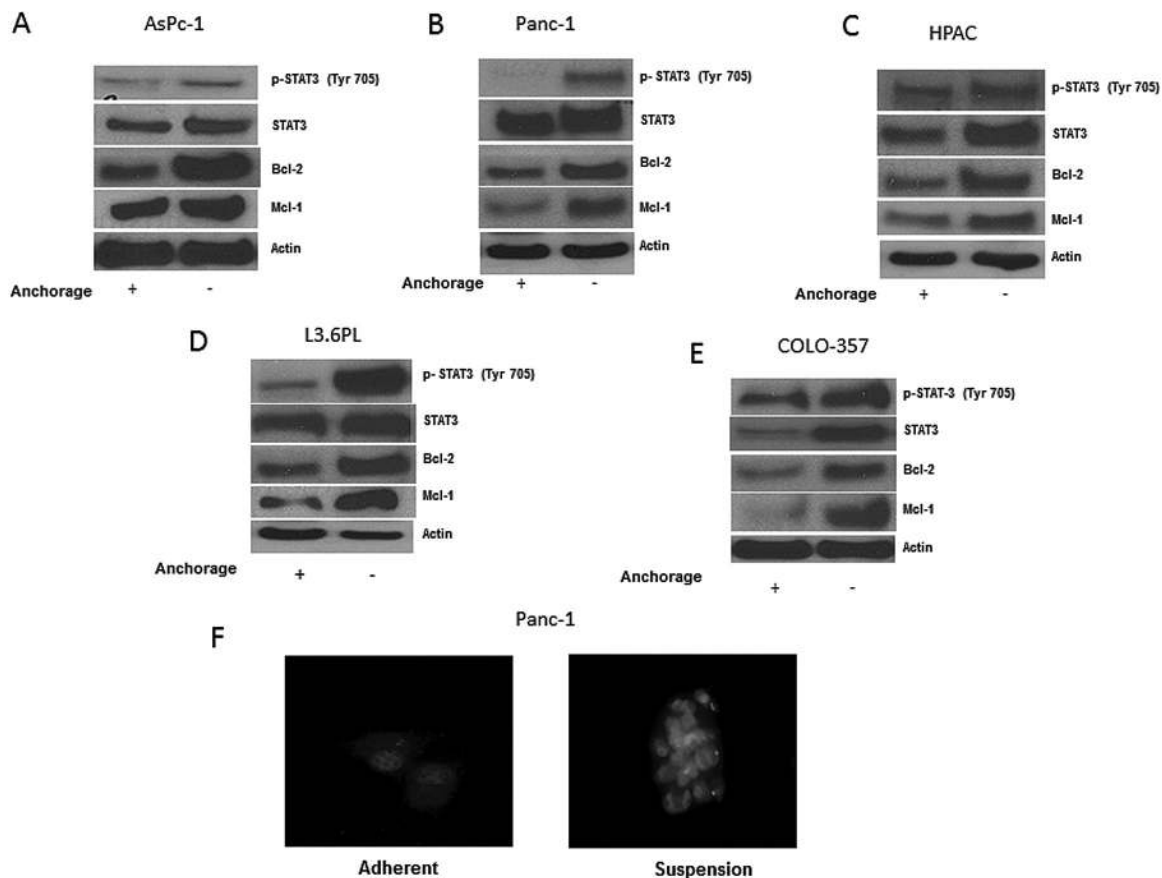 A
AsPc-1
p-STAT3 (Tyr 705)
STAT3
Bcl-2
Mcl-1
Actin
Anchorage + -
B
Panc-1
p- STAT3 (Tyr 705)
STAT3
Bcl-2
Mcl-1
Actin
Anchorage + -
C
HPAC
p-STAT3 (Tyr 705)
STAT3
Bcl-2
Mcl-1
Actin
Anchorage + -
D
L3.6PL
p- STAT3 (Tyr 705)
STAT3
Bcl-2
Mcl-1
Actin
Anchorage + -
E
COLO-357
p-STAT-3 (Tyr 705)
STAT3
Bcl-2
Mcl-1
Actin
Anchorage + -
F
Panc-1
Adherent Suspension